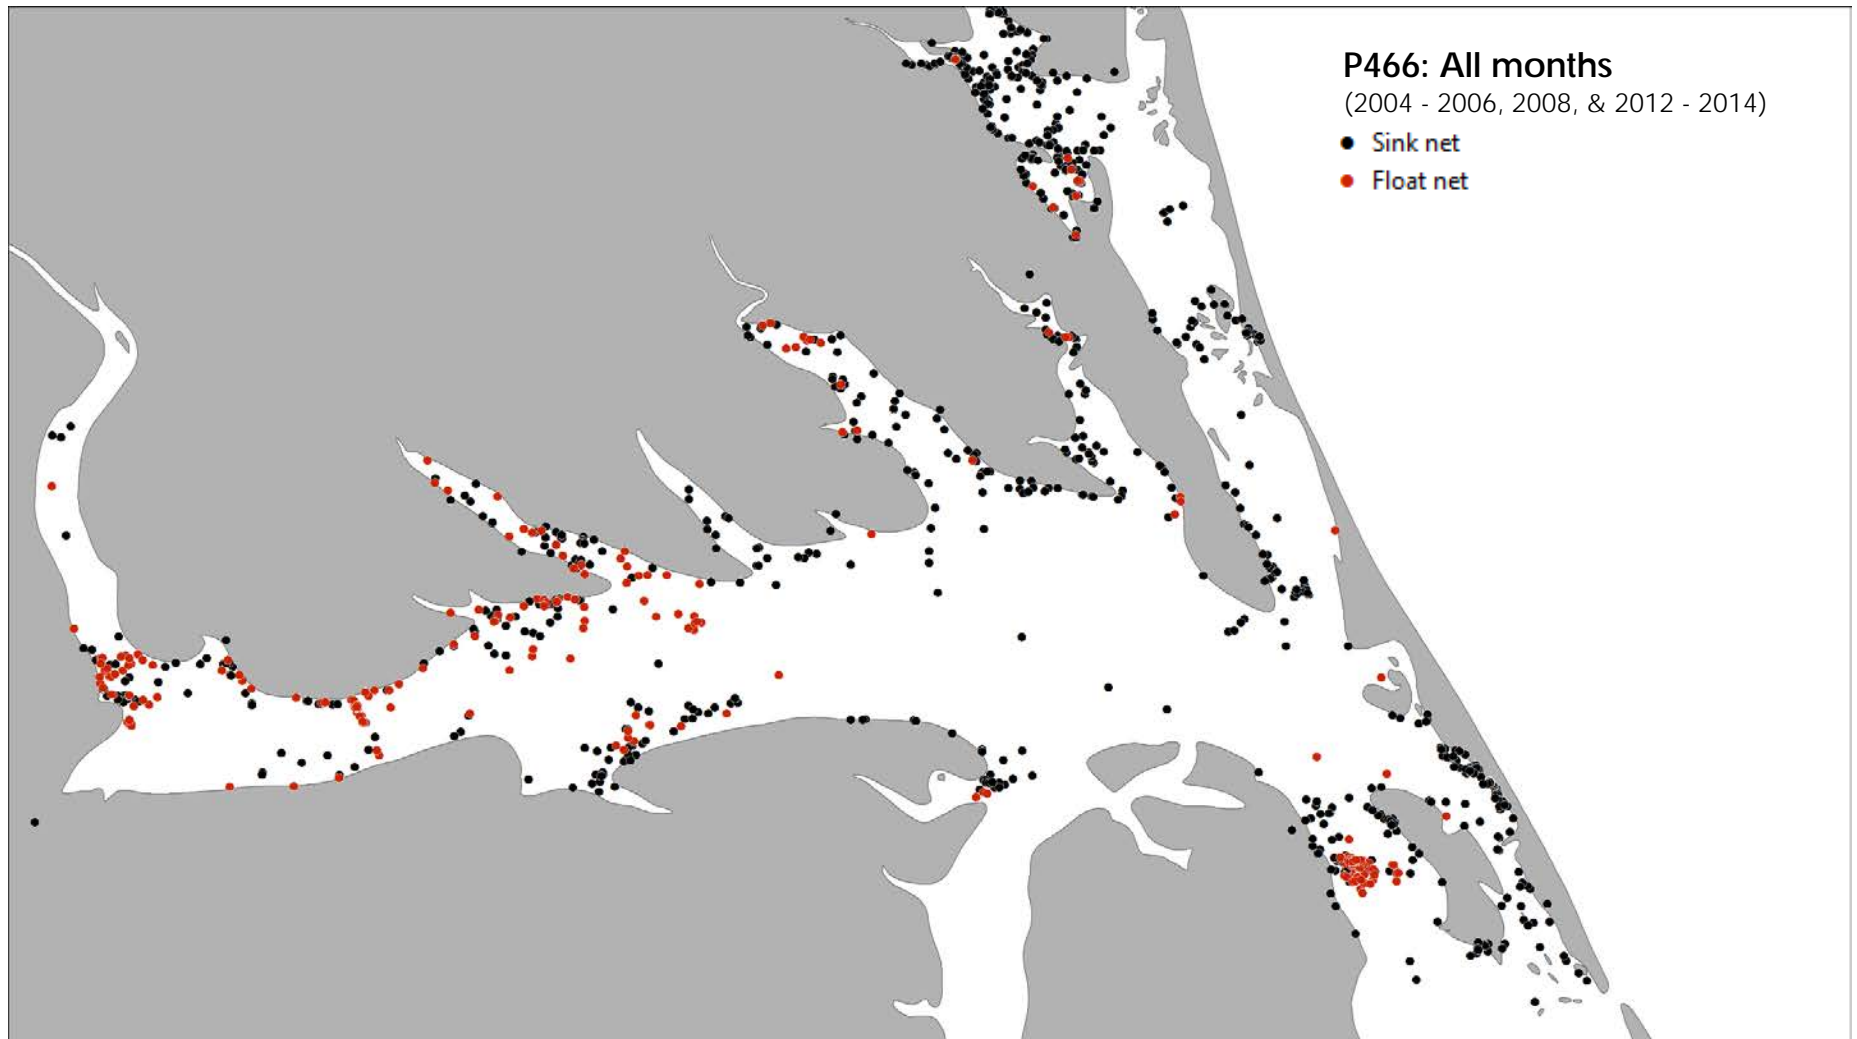 P466: All months
(2004 - 2006, 2008, & 2012 - 2014)
Sink net
Float net